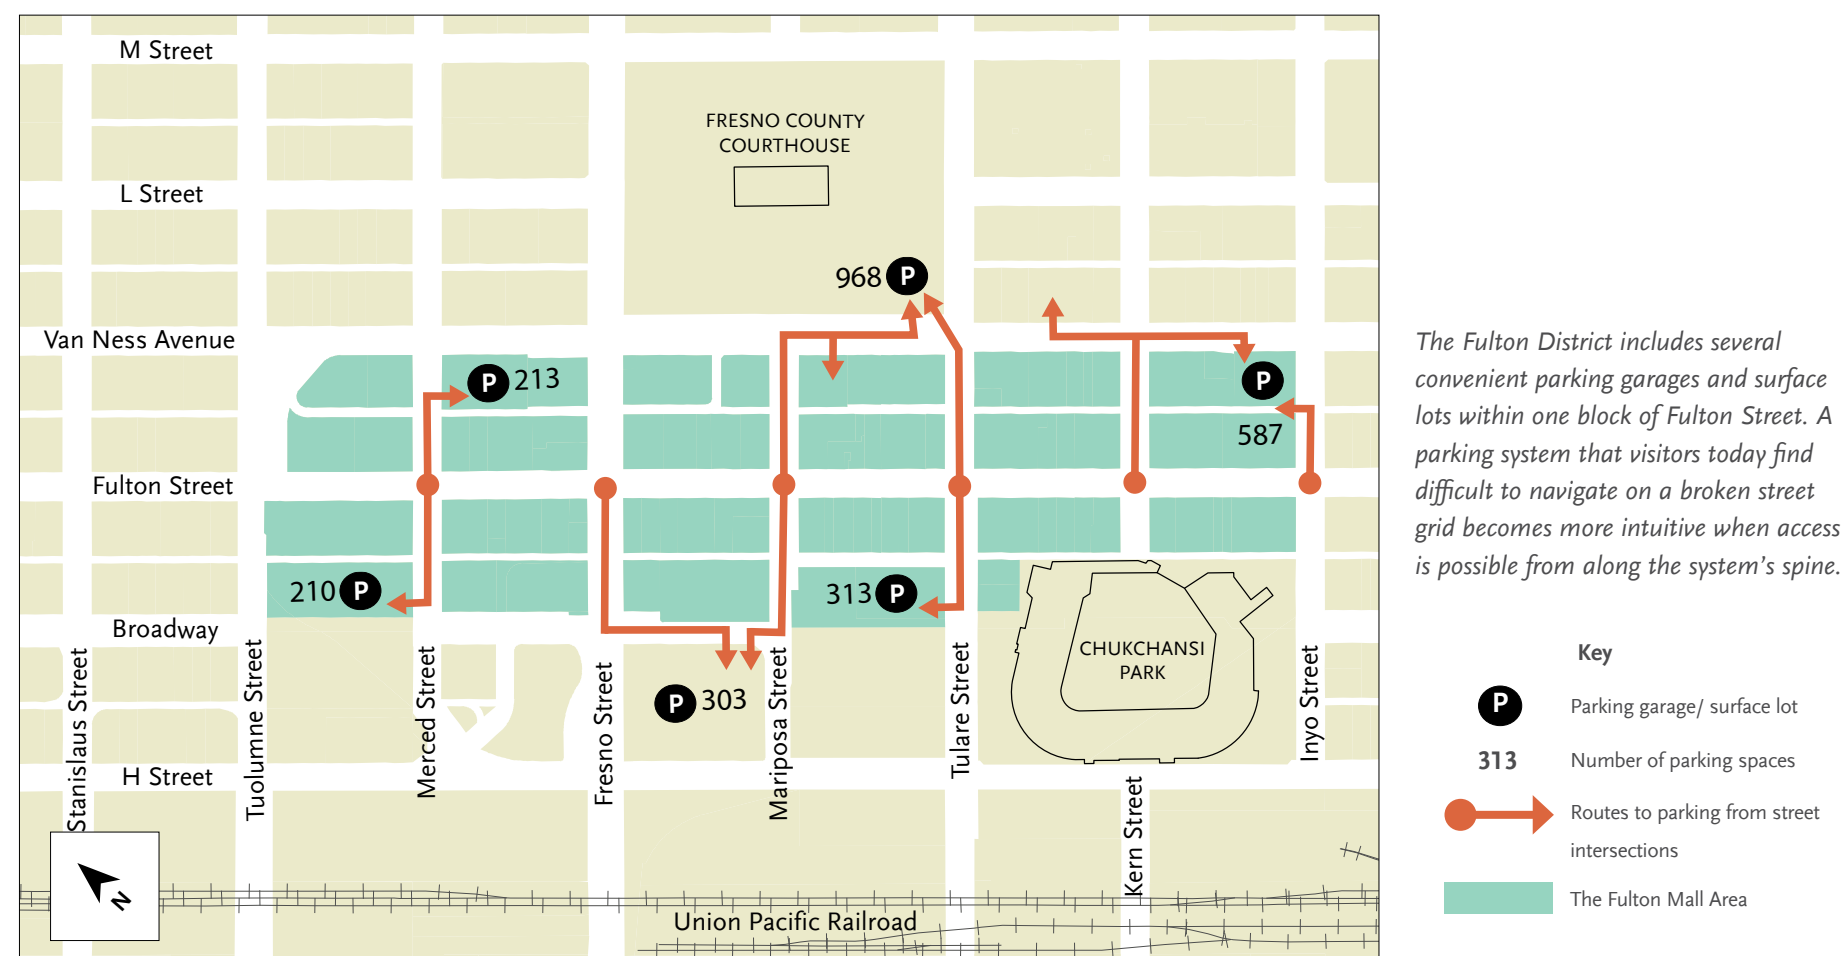 M Street
FRESNO COUNTY
COURTHOUSE
L Street
968 P
Van Ness Avenue
P 213
P
587
Fulton Street
210 P
313 P
Broadway
CHUKCHANSI
PARK
P 303
Stanislaus Street
Tuolumne Street
Merced Street
Fresno Street
Mariposa Street
Tulare Street
Kern Street
Inyo Street
H Street
N
Union Pacific Railroad
The Fulton District includes several
convenient parking garages and surface
lots within one block of Fulton Street. A
parking system that visitors today find
difficult to navigate on a broken street
grid becomes more intuitive when access
is possible from along the system's spine.
Key
P Parking garage/ surface lot
313 Number of parking spaces
Routes to parking from street
intersections
The Fulton Mall Area